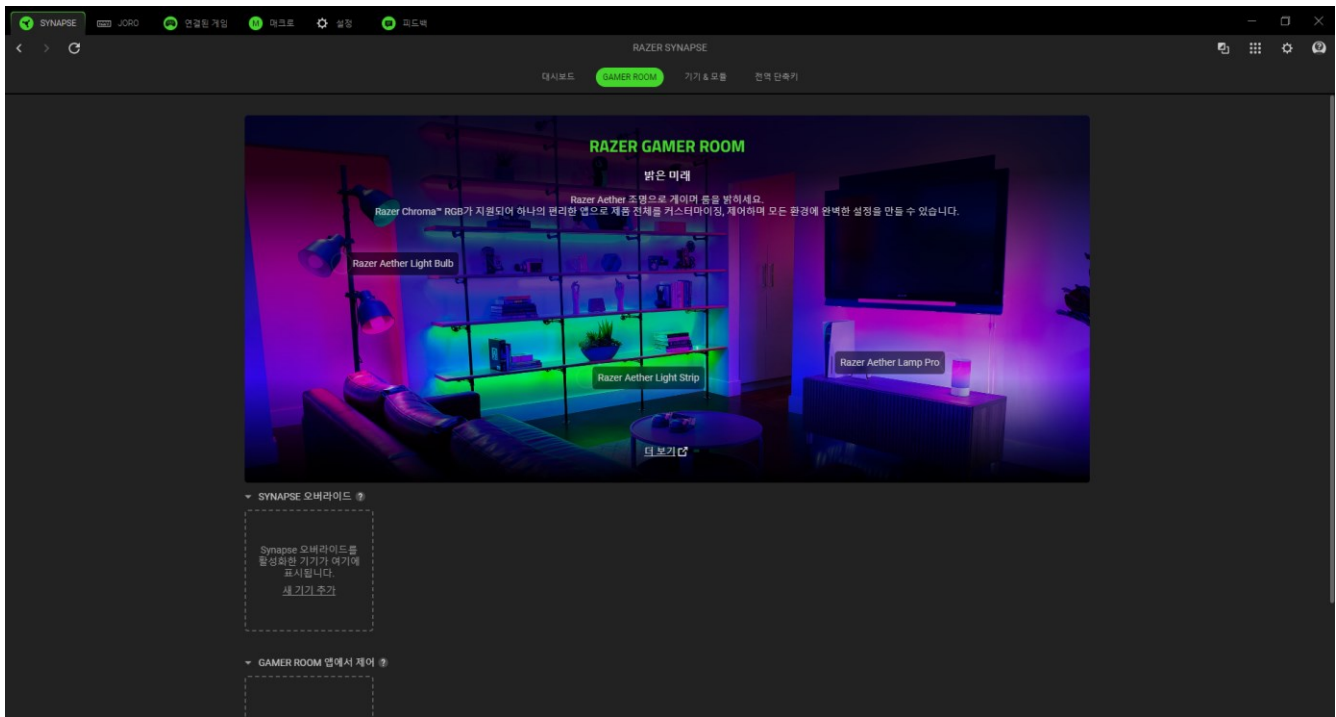 SYNAPSE
JORO
연결된 게임
매크로
설정
피드백
RAZER SYNAPSE
대시보드
GAMER ROOM
기기 & 모듈
전역 단축키
RAZER GAMER ROOM
밝은 미래
Razer Aether 조명으로 게이머 룸을 밝히세요.
Razer Chroma™ RGB가 지원되어 하나의 편리한 앱으로 제품 전체를 커스터마이징, 제어하며 모든 환경에 완벽한 설정을 만들 수 있습니다.
Razer Aether Light Bulb
Razer Aether Lamp Pro
Razer Aether Light Strip
더 보기
SYNAPSE 오버라이드 ?
Synapse 오버라이드를
활성화한 기기가 여기에
표시됩니다.
새 기기 추가
GAMER ROOM 앱에서 제어 ?